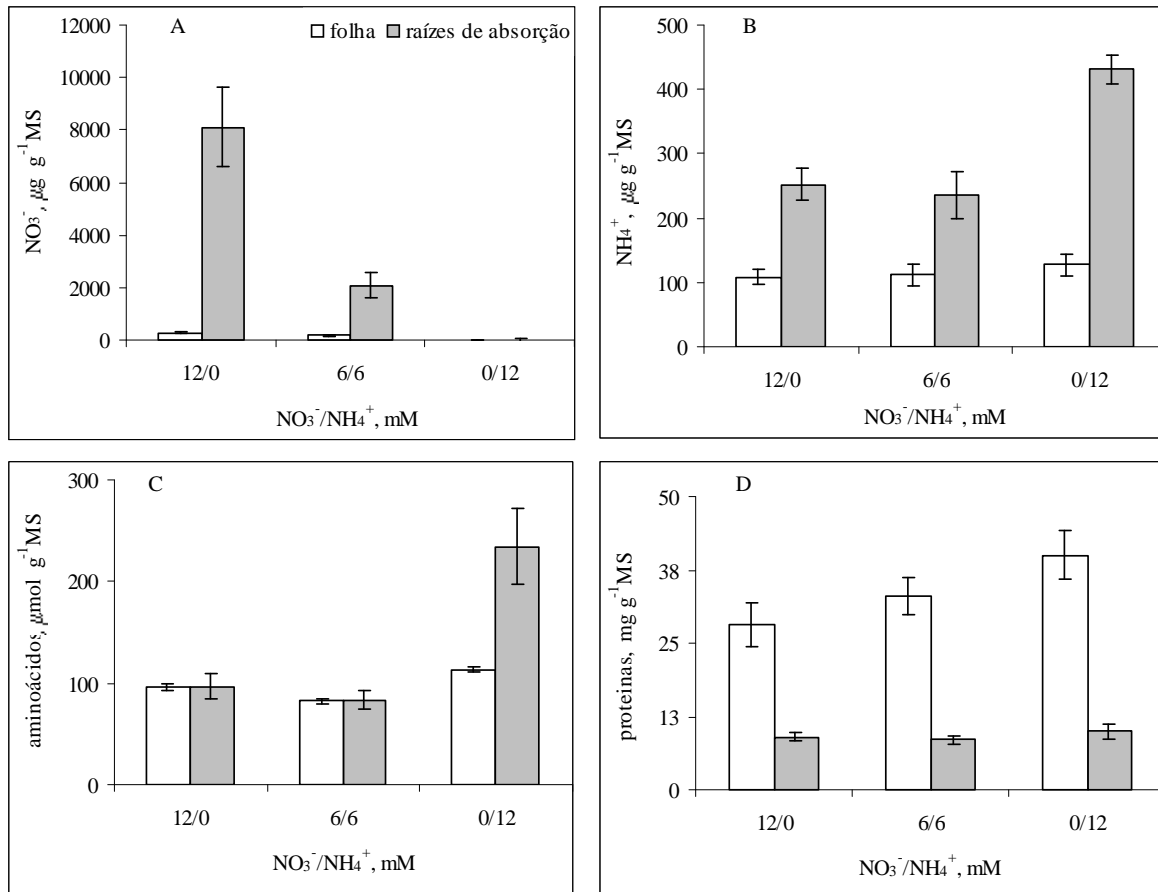 A
folha raízes de absorção
NO₃⁻, µg g⁻¹MS
12000
10000
8000
6000
4000
2000
0
12/0 6/6 0/12
NO₃⁻/NH₄⁺, mM
B
NH₄⁺, µg g⁻¹MS
500
400
300
200
100
0
12/0 6/6 0/12
NO₃⁻/NH₄⁺, mM
C
aminoácidos, µmol g⁻¹MS
300
200
100
0
12/0 6/6 0/12
NO₃⁻/NH₄⁺, mM
D
proteinas, mg g⁻¹MS
50
38
25
13
0
12/0 6/6 0/12
NO₃⁻/NH₄⁺, mM